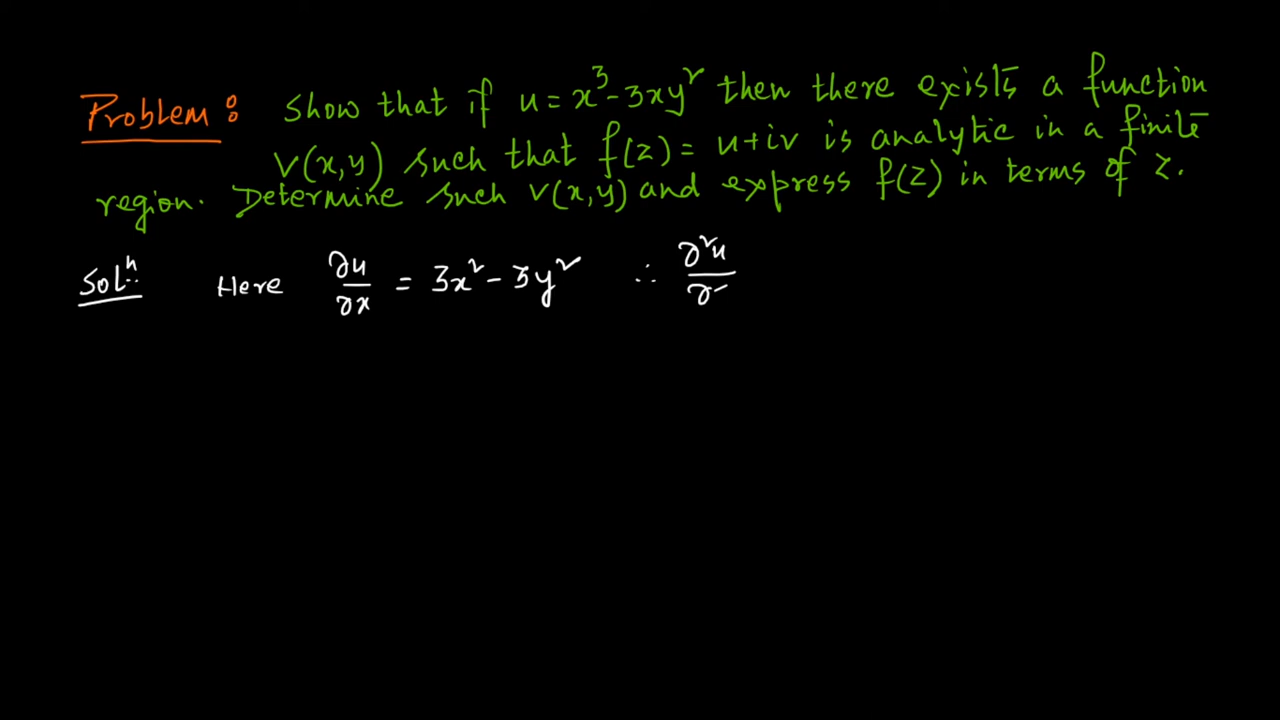 Problem: Show that if u = x³ - 3xy² then there exists a function
v(x,y) such that f(z) = u+iv is analytic in a finite
region. Determine such v(x,y) and express f(z) in terms of z.
Solⁿ: Here ∂u/∂x = 3x² - 3y² ∴ ∂²u/∂